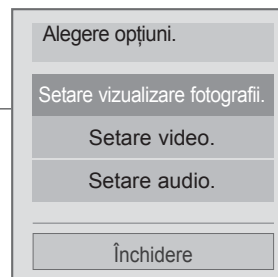 Alegere opțiuni.
Setare vizualizare fotografii.
Setare video.
Setare audio.
Închidere